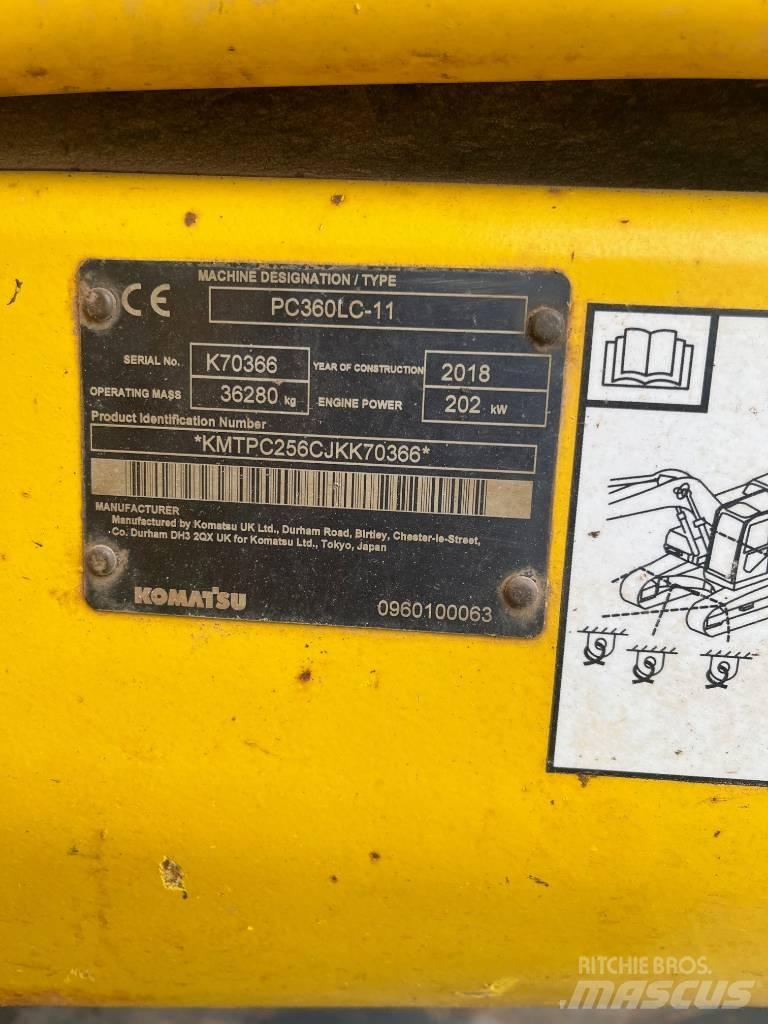 MACHINE DESIGNATION / TYPE
CE
PC360LC-11
SERIAL No. K70366 YEAR OF CONSTRUCTION 2018
OPERATING MASS 36280 kg ENGINE POWER 202 kW
Product Identification Number
*KMTPC256CJKK70366*
MANUFACTURER
Manufactured by Komatsu UK Ltd., Durham Road, Birtley, Chester-le-Street,
Co. Durham DH3 2QX UK for Komatsu Ltd., Tokyo, Japan
KOMATSU 0960100063
RITCHIE BROS.
MASCUS